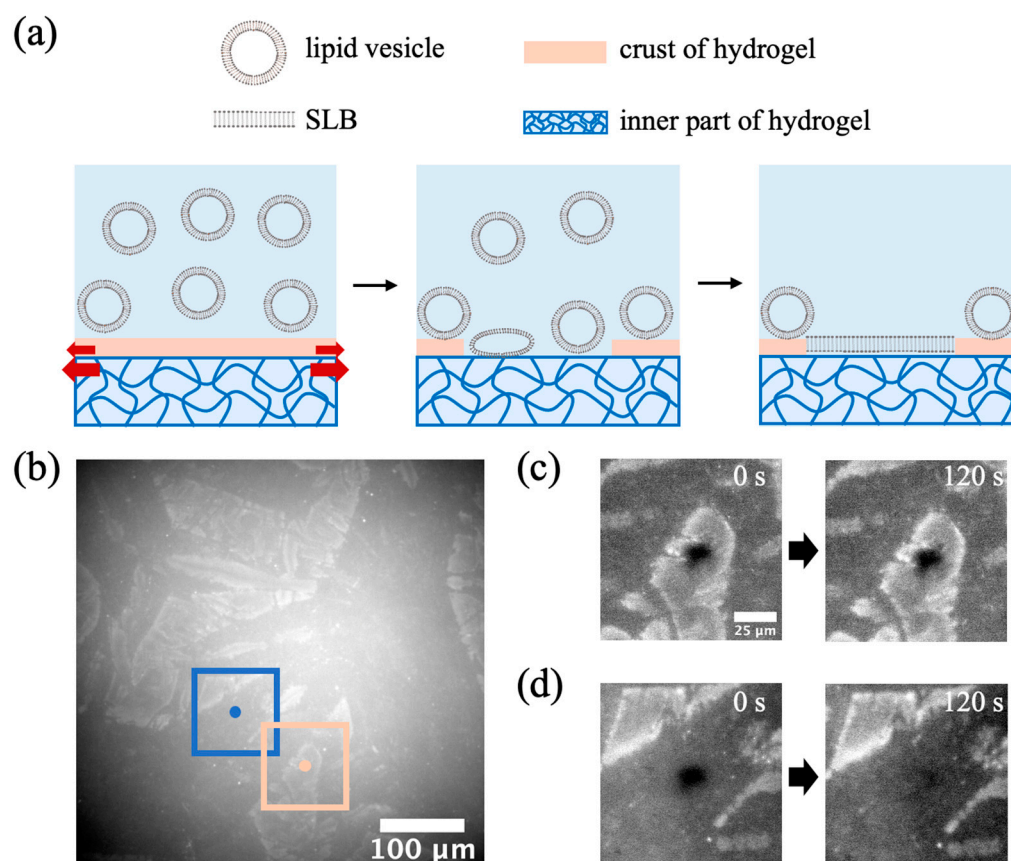 (a)
lipid vesicle
crust of hydrogel
SLB
inner part of hydrogel
(b)
100 µm
(c)
0 s
120 s
25 µm
(d)
0 s
120 s